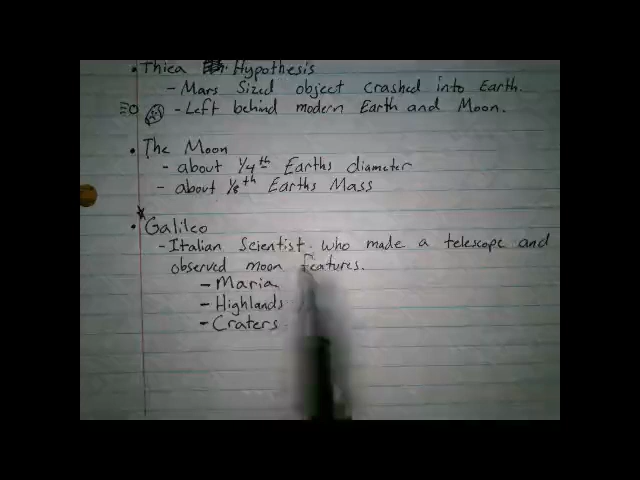 • Thiea Hypothesis
- Mars Sized object crashed into Earth.
- Left behind modern Earth and Moon.
• The Moon
- about 1/4th Earths diameter
- about 1/8th Earths Mass
• Galileo
- Italian Scientist who made a telescope and
observed moon features.
- Maria
- Highlands
- Craters